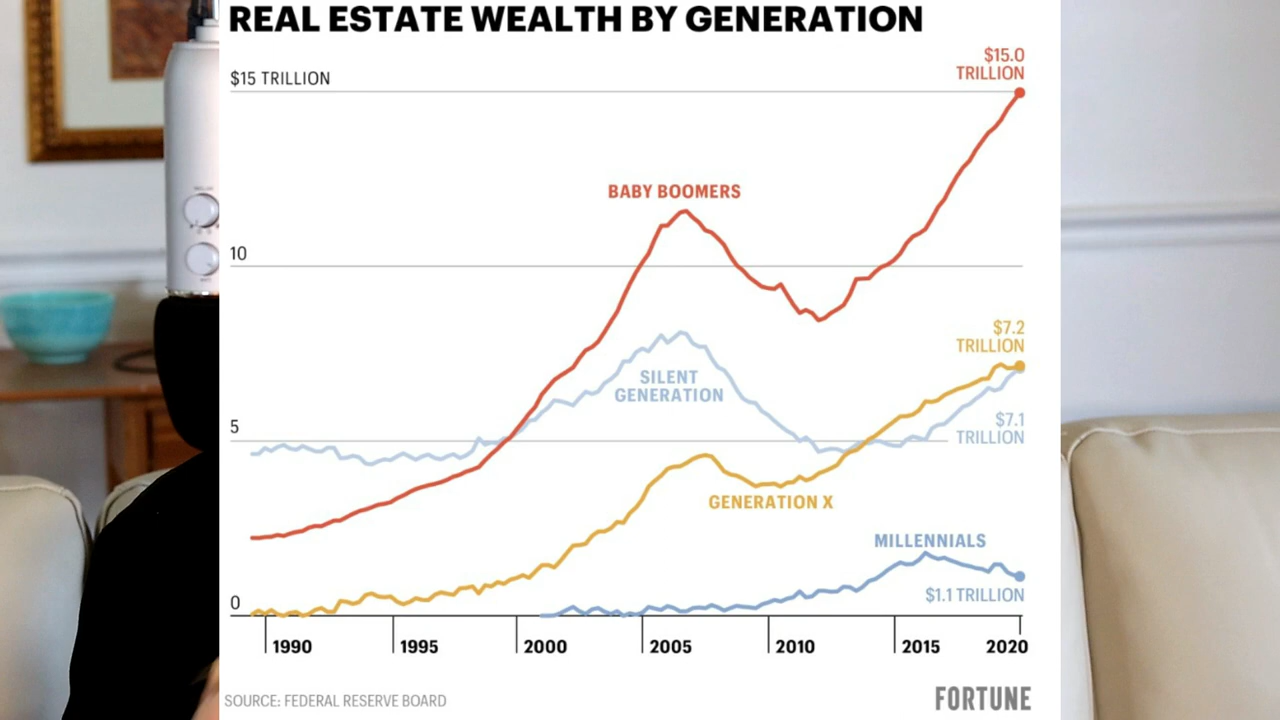 REAL ESTATE WEALTH BY GENERATION
$15.0
TRILLION
$15 TRILLION
BABY BOOMERS
10
$7.2
TRILLION
SILENT
GENERATION
$7.1
TRILLION
5
GENERATION X
MILLENNIALS
$1.1 TRILLION
0
1990 1995 2000 2005 2010 2015 2020
SOURCE: FEDERAL RESERVE BOARD
FORTUNE